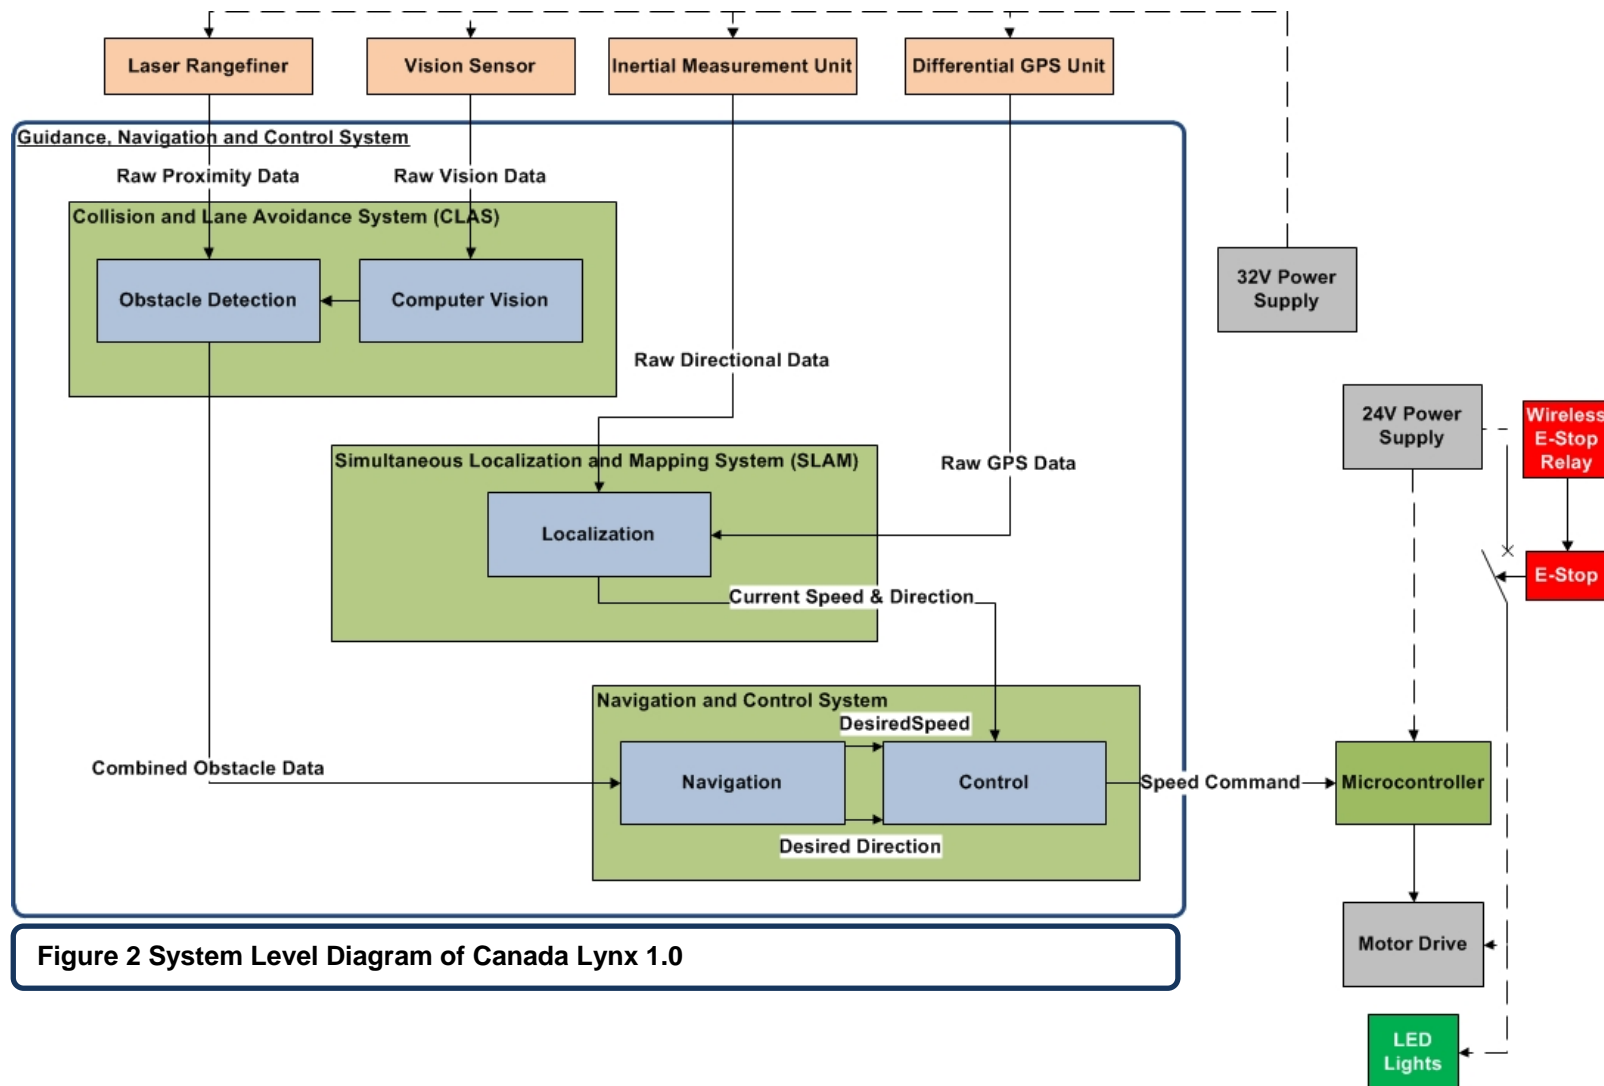 Laser Rangefiner
Vision Sensor
Inertial Measurement Unit
Differential GPS Unit
Guidance, Navigation and Control System
Raw Proximity Data
Raw Vision Data
Collision and Lane Avoidance System (CLAS)
Obstacle Detection
Computer Vision
32V Power
Supply
Raw Directional Data
24V Power
Supply
Wireless
E-Stop
Relay
Simultaneous Localization and Mapping System (SLAM)
Raw GPS Data
Localization
E-Stop
Current Speed & Direction
Navigation and Control System
DesiredSpeed
Combined Obstacle Data
Navigation
Control
Speed Command
Microcontroller
Desired Direction
Motor Drive
Figure 2 System Level Diagram of Canada Lynx 1.0
LED
Lights